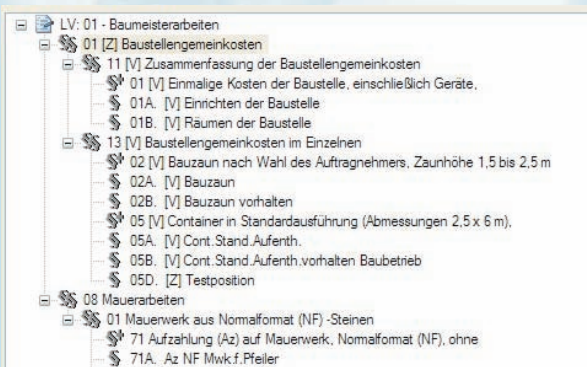 LV: 01 - Baumeisterarbeiten
01 [Z] Baustellengemeinkosten
11 [V] Zusammenfassung der Baustellengemeinkosten
01 [V] Einmalige Kosten der Baustelle, einschließlich Geräte,
01A. [V] Einrichten der Baustelle
01B. [V] Räumen der Baustelle
13 [V] Baustellengemeinkosten im Einzelnen
02 [V] Bauzaun nach Wahl des Auftragnehmers, Zaunhöhe 1,5 bis 2,5 m
02A. [V] Bauzaun
02B. [V] Bauzaun vorhalten
05 [V] Container in Standardausführung (Abmessungen 2,5 x 6 m),
05A. [V] Cont.Stand.Aufenth.
05B. [V] Cont.Stand.Aufenth.vorhalten Baubetrieb
05D. [Z] Testposition
08 Mauerarbeiten
01 Mauerwerk aus Normalformat (NF) -Steinen
71 Aufzahlung (Az) auf Mauerwerk, Normalformat (NF), ohne
71A. Az NF Mwk.f.Pfeiler